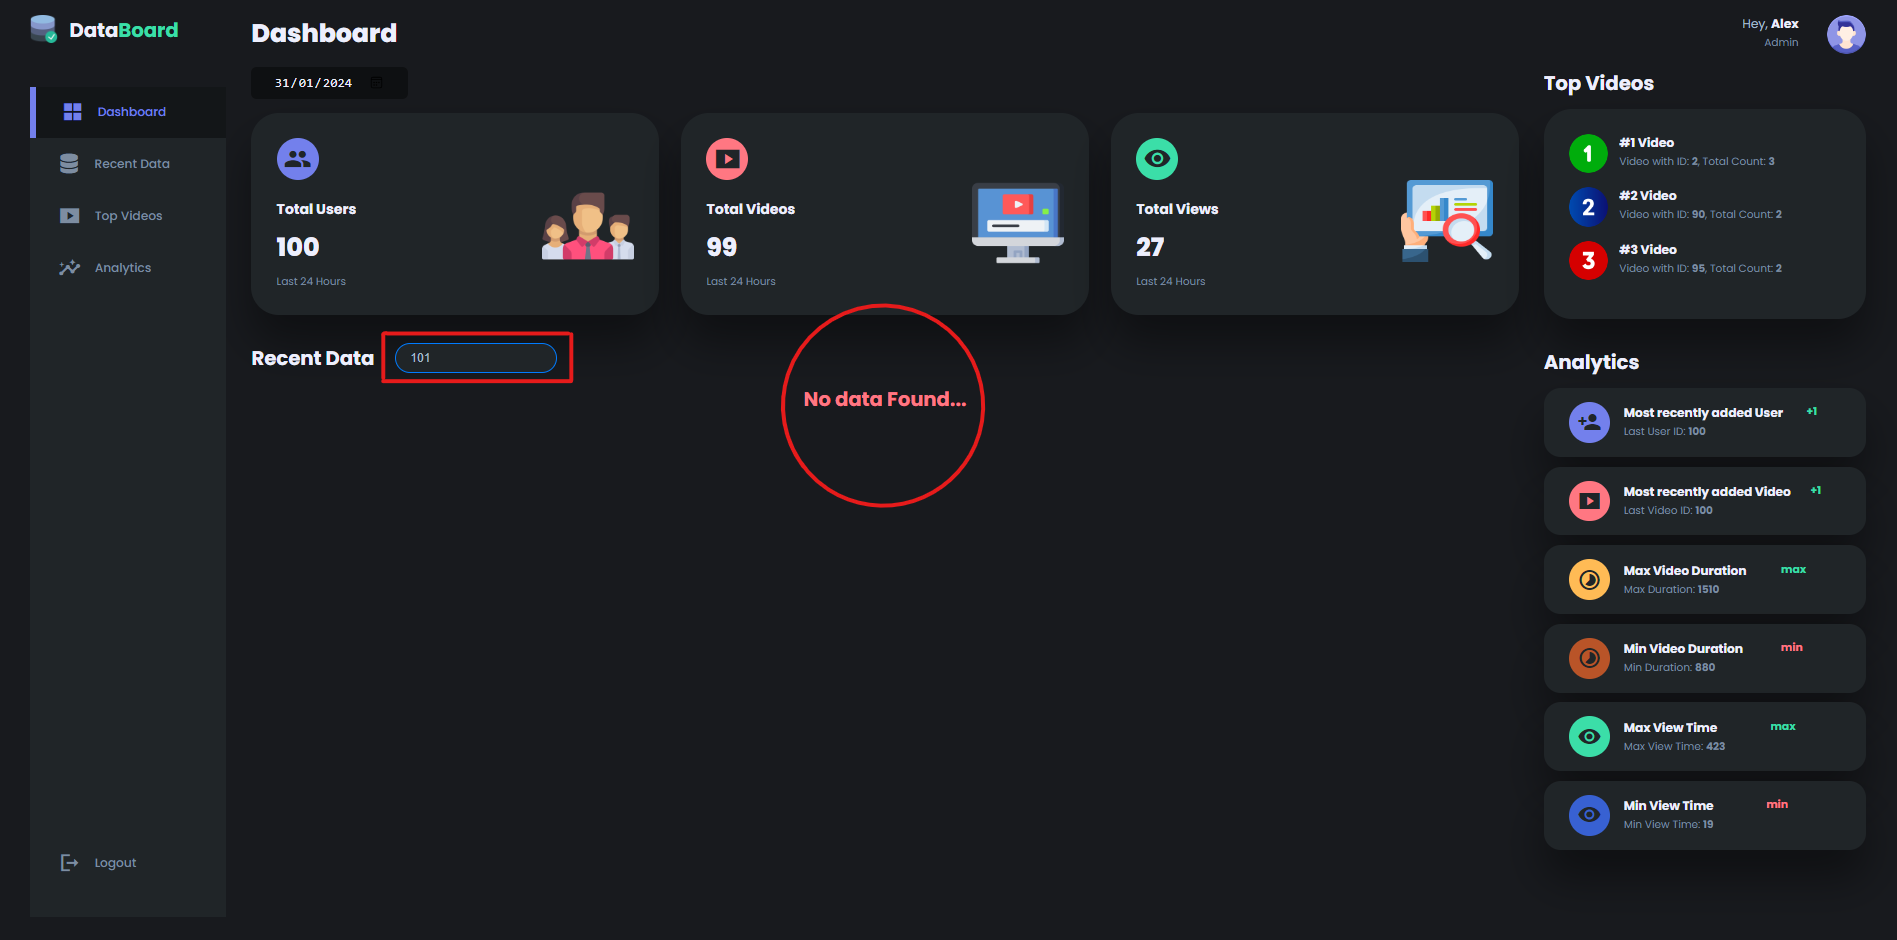 DataBoard
Dashboard
Recent Data
Top Videos
Analytics
Logout
Dashboard
31/01/2024
Total Users
100
Last 24 Hours
Total Videos
99
Last 24 Hours
Total Views
27
Last 24 Hours
Recent Data
101
No data Found...
Hey, Alex
Admin
Top Videos
1
#1 Video
Video with ID: 2, Total Count: 3
2
#2 Video
Video with ID: 90, Total Count: 2
3
#3 Video
Video with ID: 95, Total Count: 2
Analytics
Most recently added User +1
Last User ID: 100
Most recently added Video +1
Last Video ID: 100
Max Video Duration max
Max Duration: 1510
Min Video Duration min
Min Duration: 880
Max View Time max
Max View Time: 423
Min View Time min
Min View Time: 19